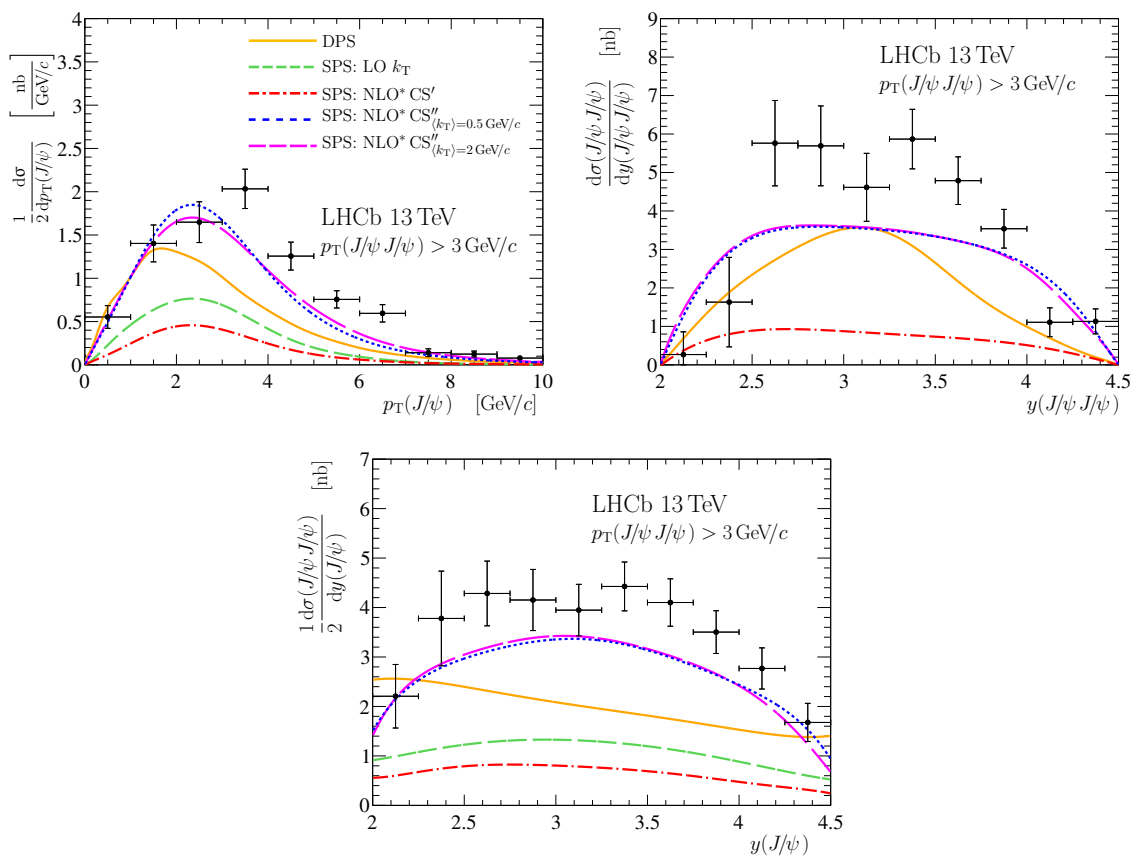 1/2 dσ/dp_T(J/ψ) [nb/GeV/c]
4
3.5
3
2.5
2
1.5
1
0.5
0
DPS
SPS: LO k_T
SPS: NLO* CS′
SPS: NLO* CS″⟨k_T⟩=0.5 GeV/c
SPS: NLO* CS″⟨k_T⟩=2 GeV/c
LHCb 13 TeV
p_T(J/ψ J/ψ) > 3 GeV/c
0 2 4 6 8 10
p_T(J/ψ) [GeV/c]
dσ(J/ψ J/ψ)/dy(J/ψ J/ψ) [nb]
9
8
7
6
5
4
3
2
1
0
LHCb 13 TeV
p_T(J/ψ J/ψ) > 3 GeV/c
2 2.5 3 3.5 4 4.5
y(J/ψ J/ψ)
1/2 dσ(J/ψ J/ψ)/dy(J/ψ) [nb]
7
6
5
4
3
2
1
0
LHCb 13 TeV
p_T(J/ψ J/ψ) > 3 GeV/c
2 2.5 3 3.5 4 4.5
y(J/ψ)